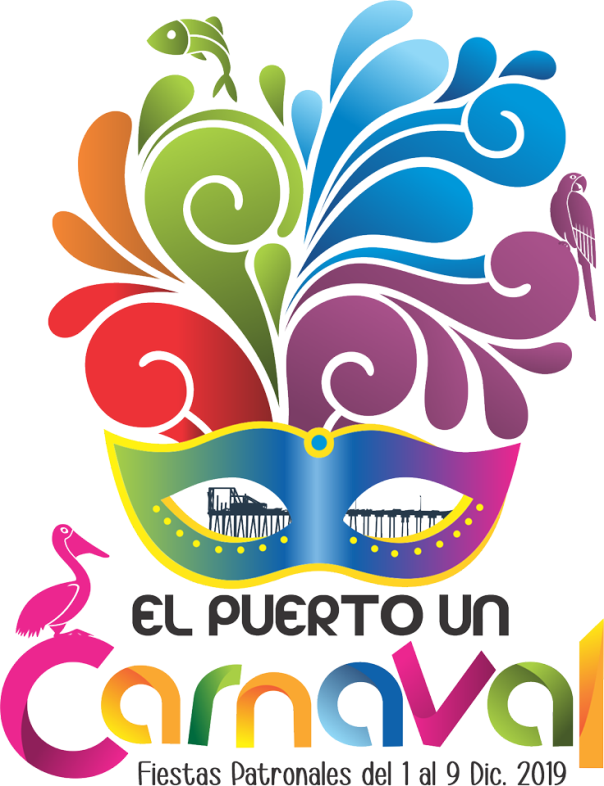 EL PUERTO UN
Carnaval
Fiestas Patronales del 1 al 9 Dic. 2019